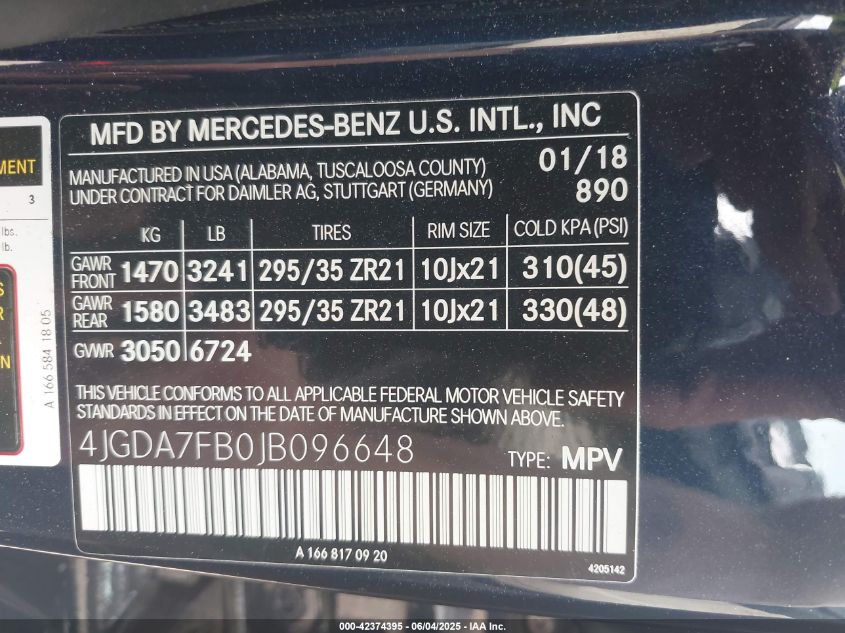 MENT
3
lbs.
lb.
S
R
N
A 166 584 18 05
MFD BY MERCEDES-BENZ U.S. INTL., INC
MANUFACTURED IN USA (ALABAMA, TUSCALOOSA COUNTY) 01/18
UNDER CONTRACT FOR DAIMLER AG, STUTTGART (GERMANY) 890
KG LB TIRES RIM SIZE COLD KPA (PSI)
GAWR FRONT 1470 3241 295/35 ZR21 10Jx21 310(45)
GAWR REAR 1580 3483 295/35 ZR21 10Jx21 330(48)
GVWR 3050 6724
THIS VEHICLE CONFORMS TO ALL APPLICABLE FEDERAL MOTOR VEHICLE SAFETY
STANDARDS IN EFFECT ON THE DATE OF MANUFACTURE SHOWN ABOVE.
4JGDA7FB0JB096648 TYPE: MPV
A 166 817 09 20
4205142
000-42374395 - 06/04/2025 - IAA Inc.